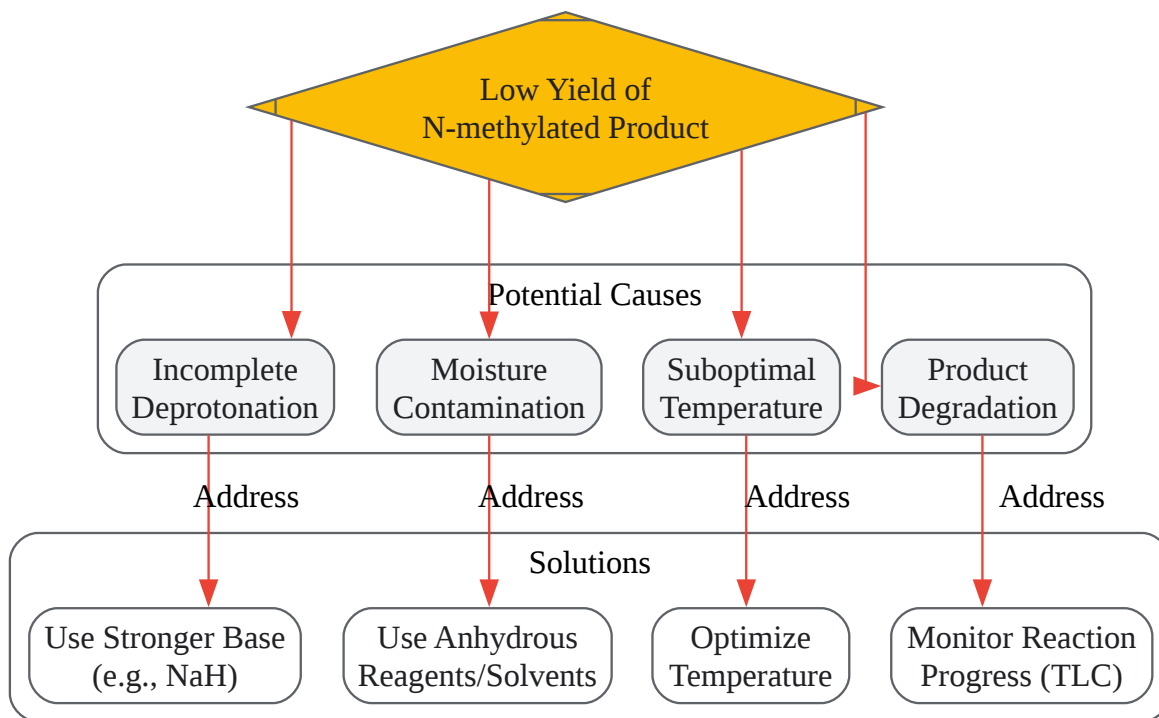 Low Yield of
N-methylated Product
Potential Causes
Incomplete
Deprotonation
Moisture
Contamination
Suboptimal
Temperature
Product
Degradation
Address
Address
Address
Address
Solutions
Use Stronger Base
(e.g., NaH)
Use Anhydrous
Reagents/Solvents
Optimize
Temperature
Monitor Reaction
Progress (TLC)